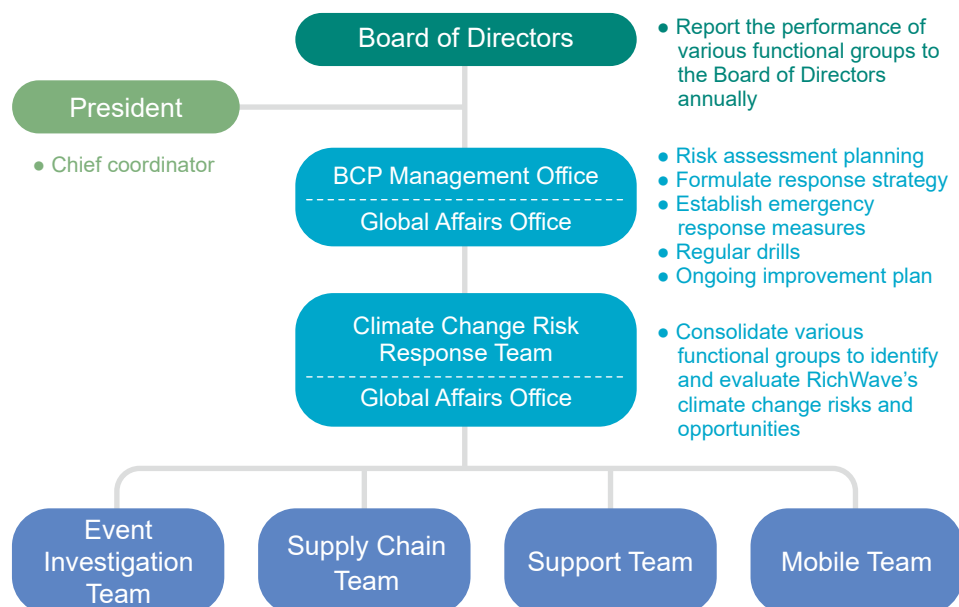 Board of Directors
● Report the performance of
various functional groups to
the Board of Directors
annually
President
● Chief coordinator
BCP Management Office
Global Affairs Office
● Risk assessment planning
● Formulate response strategy
● Establish emergency
response measures
● Regular drills
● Ongoing improvement plan
Climate Change Risk
Response Team
Global Affairs Office
● Consolidate various
functional groups to identify
and evaluate RichWave’s
climate change risks and
opportunities
Event
Investigation
Team
Supply Chain
Team
Support Team
Mobile Team